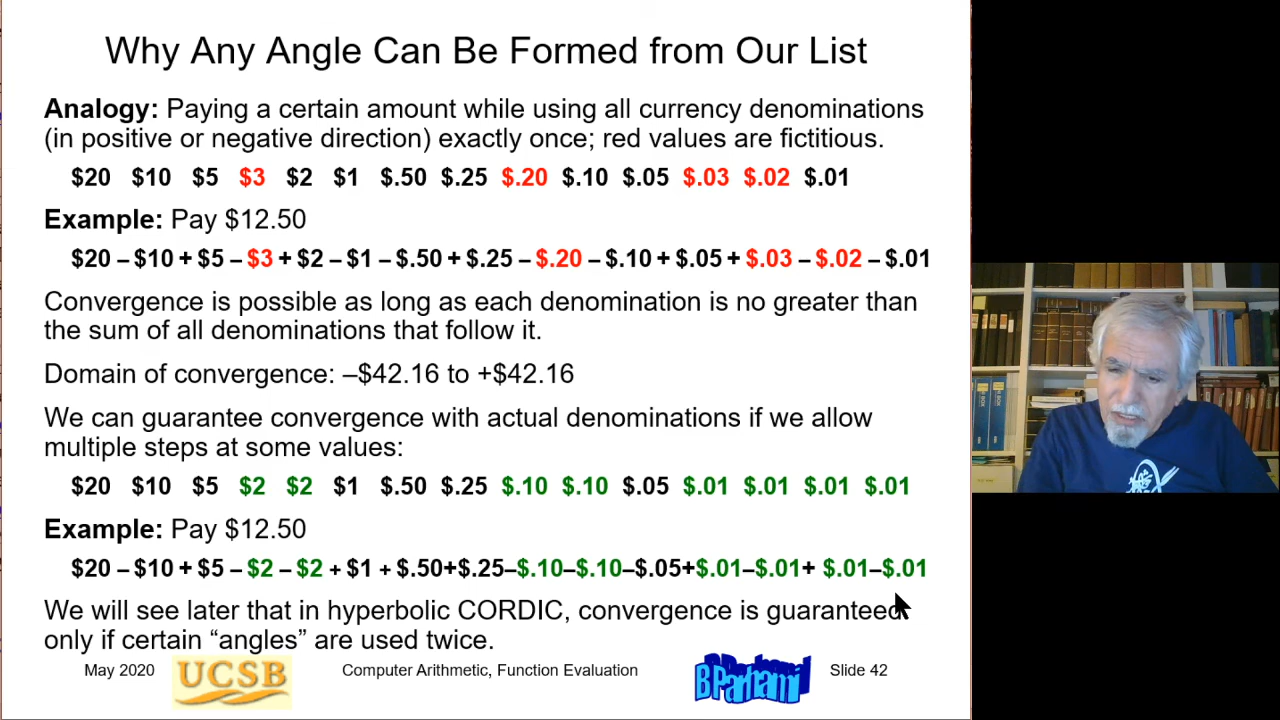 Why Any Angle Can Be Formed from Our List
Analogy: Paying a certain amount while using all currency denominations
(in positive or negative direction) exactly once; red values are fictitious.
$20 $10 $5 $3 $2 $1 $.50 $.25 $.20 $.10 $.05 $.03 $.02 $.01
Example: Pay $12.50
$20 – $10 + $5 – $3 + $2 – $1 – $.50 + $.25 – $.20 – $.10 + $.05 + $.03 – $.02 – $.01
Convergence is possible as long as each denomination is no greater than
the sum of all denominations that follow it.
Domain of convergence: –$42.16 to +$42.16
We can guarantee convergence with actual denominations if we allow
multiple steps at some values:
$20 $10 $5 $2 $2 $1 $.50 $.25 $.10 $.10 $.05 $.01 $.01 $.01 $.01
Example: Pay $12.50
$20 – $10 + $5 – $2 – $2 + $1 + $.50+$.25–$.10–$.10–$.05+$.01–$.01+ $.01–$.01
We will see later that in hyperbolic CORDIC, convergence is guaranteed
only if certain “angles” are used twice.
May 2020 UCSB Computer Arithmetic, Function Evaluation B Parhami Slide 42